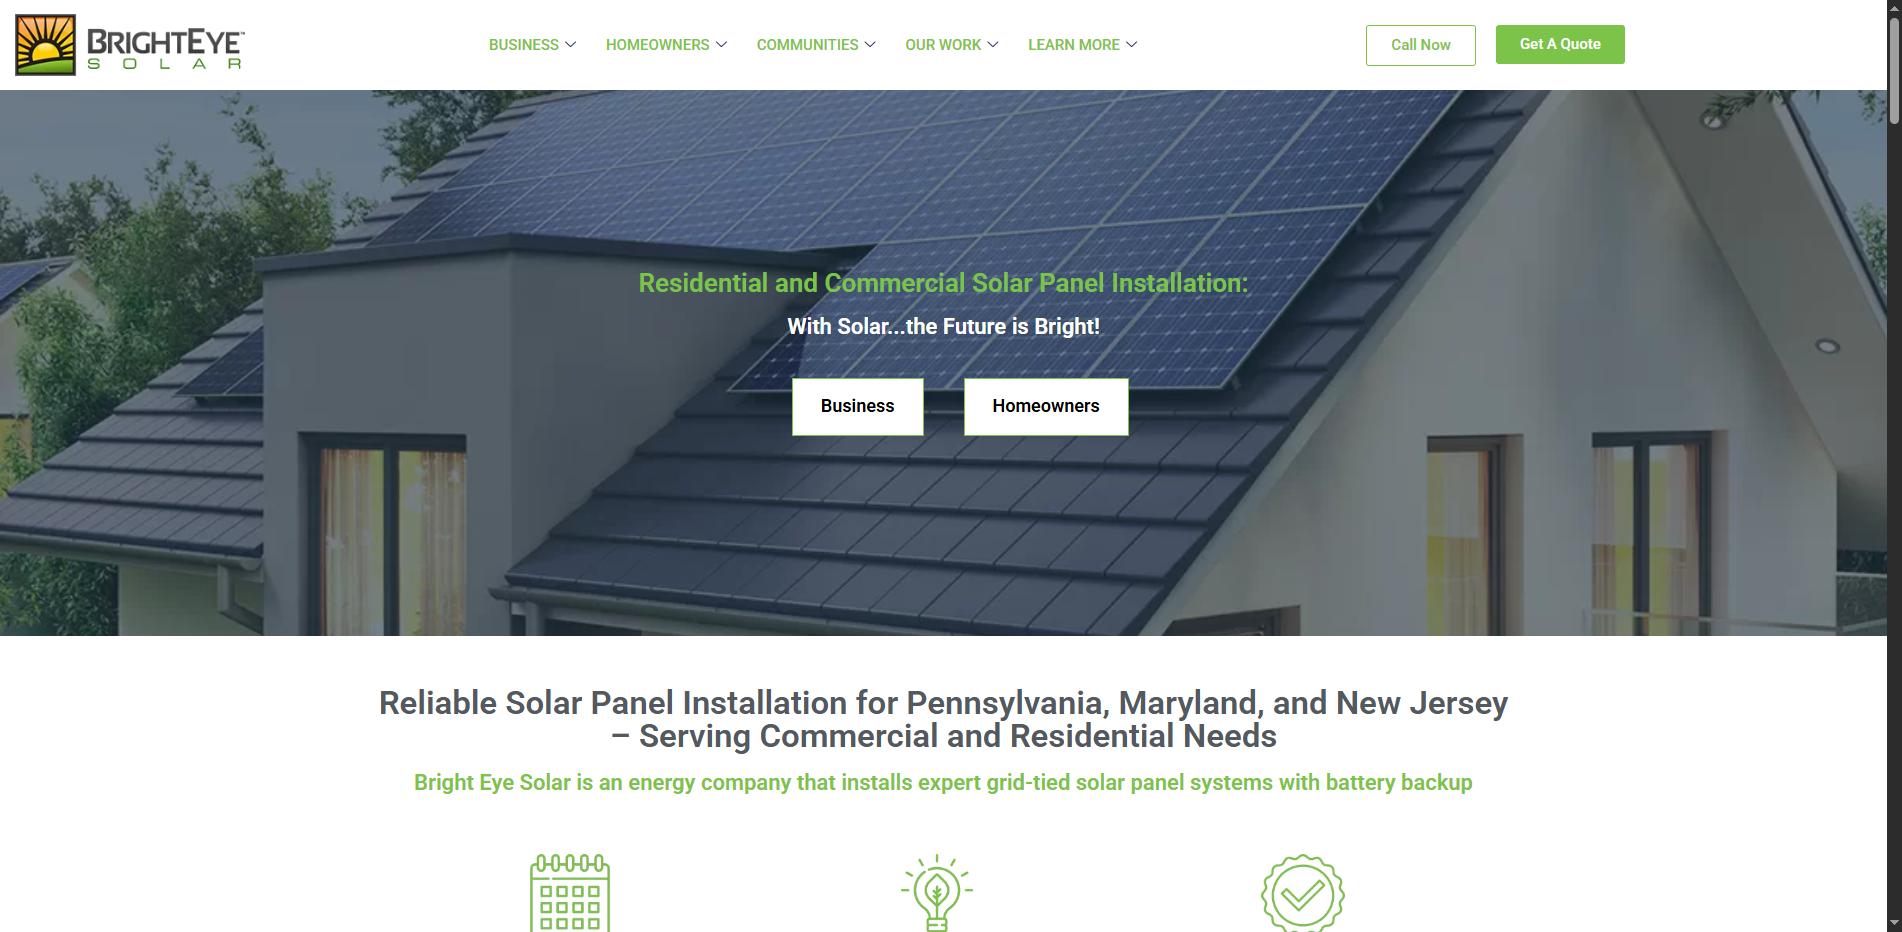 BRIGHTEYE™
SOLAR
BUSINESS
HOMEOWNERS
COMMUNITIES
OUR WORK
LEARN MORE
Call Now
Get A Quote
Residential and Commercial Solar Panel Installation:
With Solar...the Future is Bright!
Business
Homeowners
Reliable Solar Panel Installation for Pennsylvania, Maryland, and New Jersey
– Serving Commercial and Residential Needs
Bright Eye Solar is an energy company that installs expert grid-tied solar panel systems with battery backup